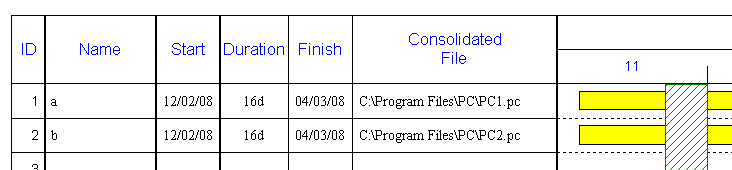 ID Name Start Duration Finish Consolidated File
11
1 a 12/02/08 16d 04/03/08 C:\Program Files\PC\PC1.pc
2 b 12/02/08 16d 04/03/08 C:\Program Files\PC\PC2.pc
3